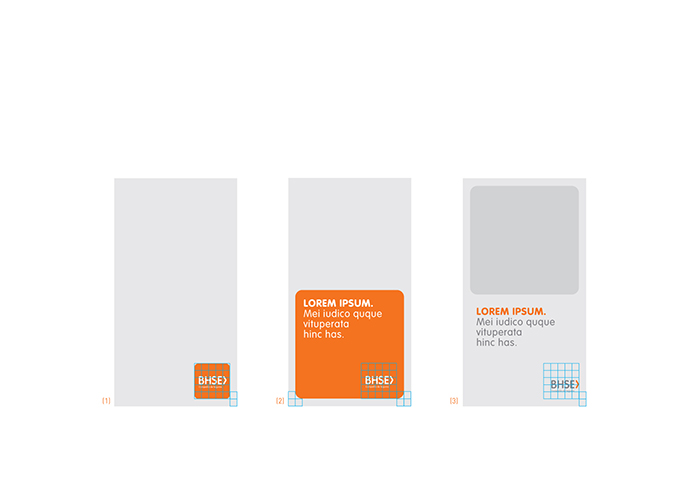 BHSE
[1]
LOREM IPSUM.
Mei iudico quque
vituperata
hinc has.
BHSE
[2]
LOREM IPSUM.
Mei iudico quque
vituperata
hinc has.
BHSE
[3]